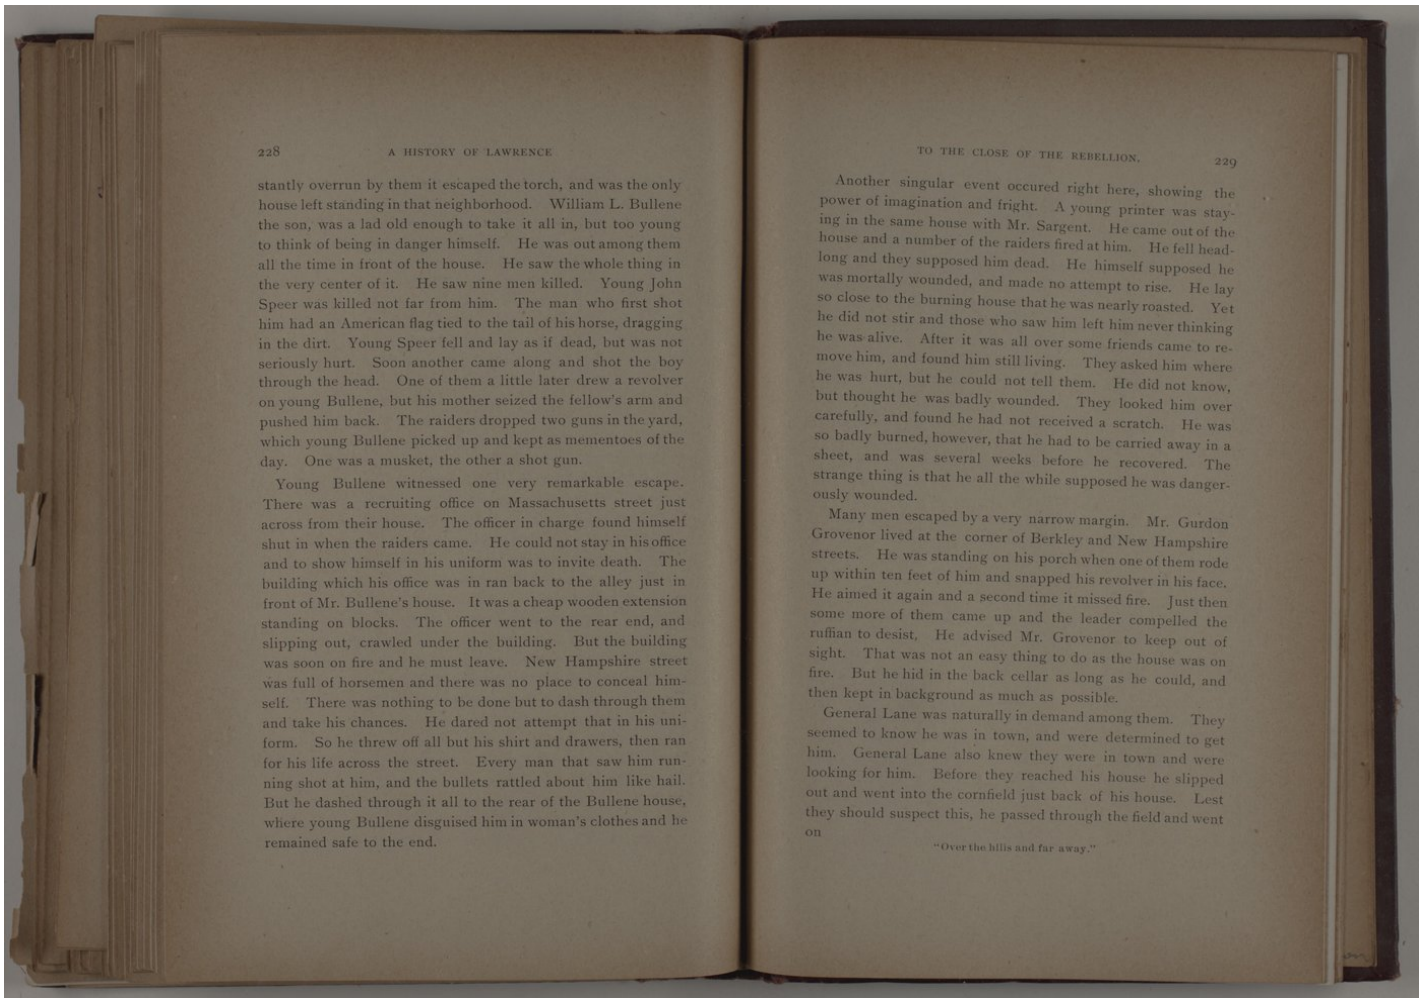 228
A HISTORY OF LAWRENCE
stantly overrun by them it escaped the torch, and was the only
house left standing in that neighborhood. William L. Bullene
the son, was a lad old enough to take it all in, but too young
to think of being in danger himself. He was out among them
all the time in front of the house. He saw the whole thing in
the very center of it. He saw nine men killed. Young John
Speer was killed not far from him. The man who first shot
him had an American flag tied to the tail of his horse, dragging
in the dirt. Young Speer fell and lay as if dead, but was not
seriously hurt. Soon another came along and shot the boy
through the head. One of them a little later drew a revolver
on young Bullene, but his mother seized the fellow's arm and
pushed him back. The raiders dropped two guns in the yard,
which young Bullene picked up and kept as mementoes of the
day. One was a musket, the other a shot gun.
Young Bullene witnessed one very remarkable escape.
There was a recruiting office on Massachusetts street just
across from their house. The officer in charge found himself
shut in when the raiders came. He could not stay in his office
and to show himself in his uniform was to invite death. The
building which his office was in ran back to the alley just in
front of Mr. Bullene's house. It was a cheap wooden extension
standing on blocks. The officer went to the rear end, and
slipping out, crawled under the building. But the building
was soon on fire and he must leave. New Hampshire street
was full of horsemen and there was no place to conceal him-
self. There was nothing to be done but to dash through them
and take his chances. He dared not attempt that in his uni-
form. So he threw off all but his shirt and drawers, then ran
for his life across the street. Every man that saw him run-
ning shot at him, and the bullets rattled about him like hail.
But he dashed through it all to the rear of the Bullene house,
where young Bullene disguised him in woman's clothes and he
remained safe to the end.
TO THE CLOSE OF THE REBELLION.
229
Another singular event occured right here, showing the
power of imagination and fright. A young printer was stay-
ing in the same house with Mr. Sargent. He came out of the
house and a number of the raiders fired at him. He fell head-
long and they supposed him dead. He himself supposed he
was mortally wounded, and made no attempt to rise. He lay
so close to the burning house that he was nearly roasted. Yet
he did not stir and those who saw him left him never thinking
he was alive. After it was all over some friends came to re-
move him, and found him still living. They asked him where
he was hurt, but he could not tell them. He did not know,
but thought he was badly wounded. They looked him over
carefully, and found he had not received a scratch. He was
so badly burned, however, that he had to be carried away in a
sheet, and was several weeks before he recovered. The
strange thing is that he all the while supposed he was danger-
ously wounded.
Many men escaped by a very narrow margin. Mr. Gurdon
Grovenor lived at the corner of Berkley and New Hampshire
streets. He was standing on his porch when one of them rode
up within ten feet of him and snapped his revolver in his face.
He aimed it again and a second time it missed fire. Just then
some more of them came up and the leader compelled the
ruffian to desist, He advised Mr. Grovenor to keep out of
sight. That was not an easy thing to do as the house was on
fire. But he hid in the back cellar as long as he could, and
then kept in background as much as possible.
General Lane was naturally in demand among them. They
seemed to know he was in town, and were determined to get
him. General Lane also knew they were in town and were
looking for him. Before they reached his house he slipped
out and went into the cornfield just back of his house. Lest
they should suspect this, he passed through the field and went
on
"Over the hills and far away."